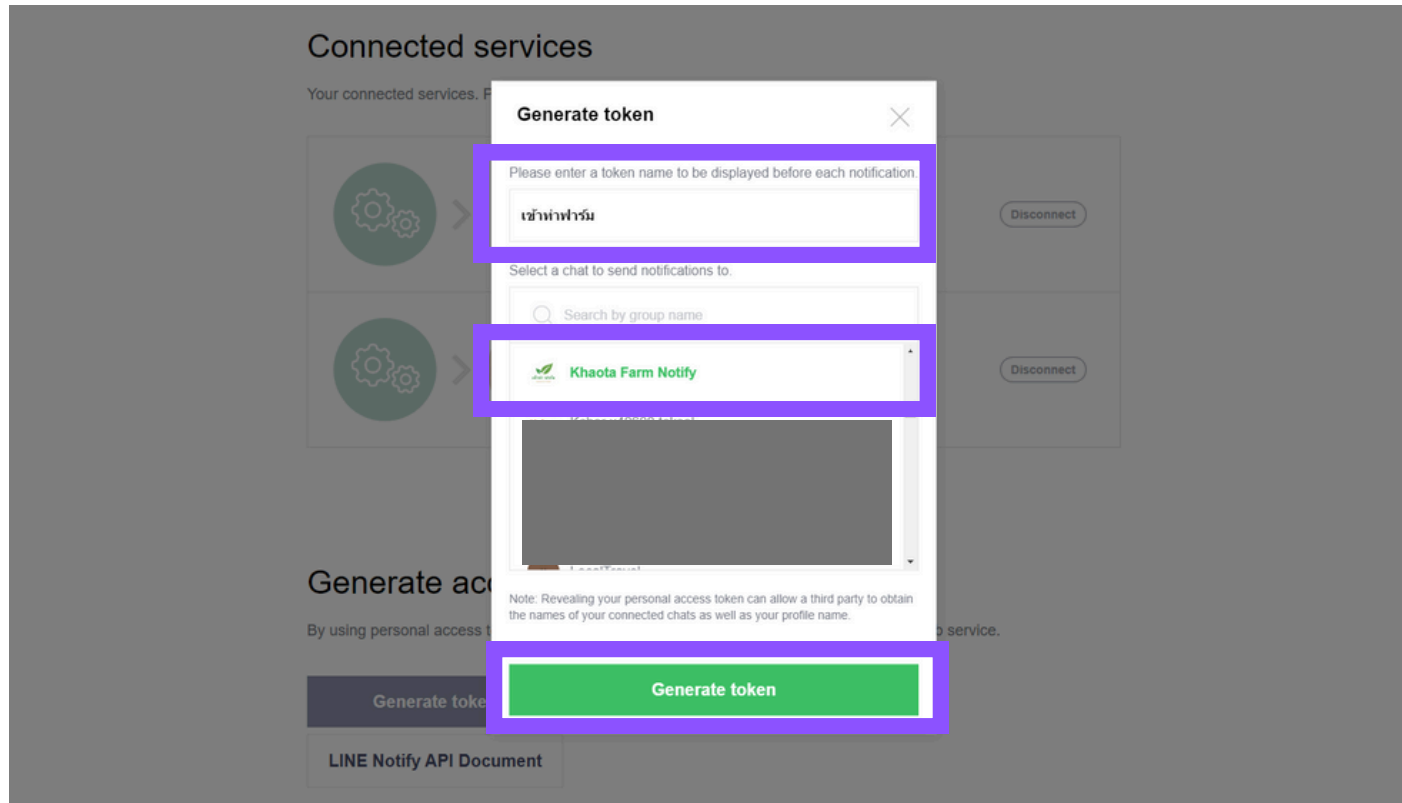 Connected services
Your connected services.
Generate token
Please enter a token name to be displayed before each notification.
เข้าท่าฟาร์ม
Disconnect
Select a chat to send notifications to.
Search by group name
Khaota Farm Notify
Disconnect
LocalTravel
Generate
Note: Revealing your personal access token can allow a third party to obtain
the names of your connected chats as well as your profile name.
By using personal access
service.
Generate token
Generate
LINE Notify API Document